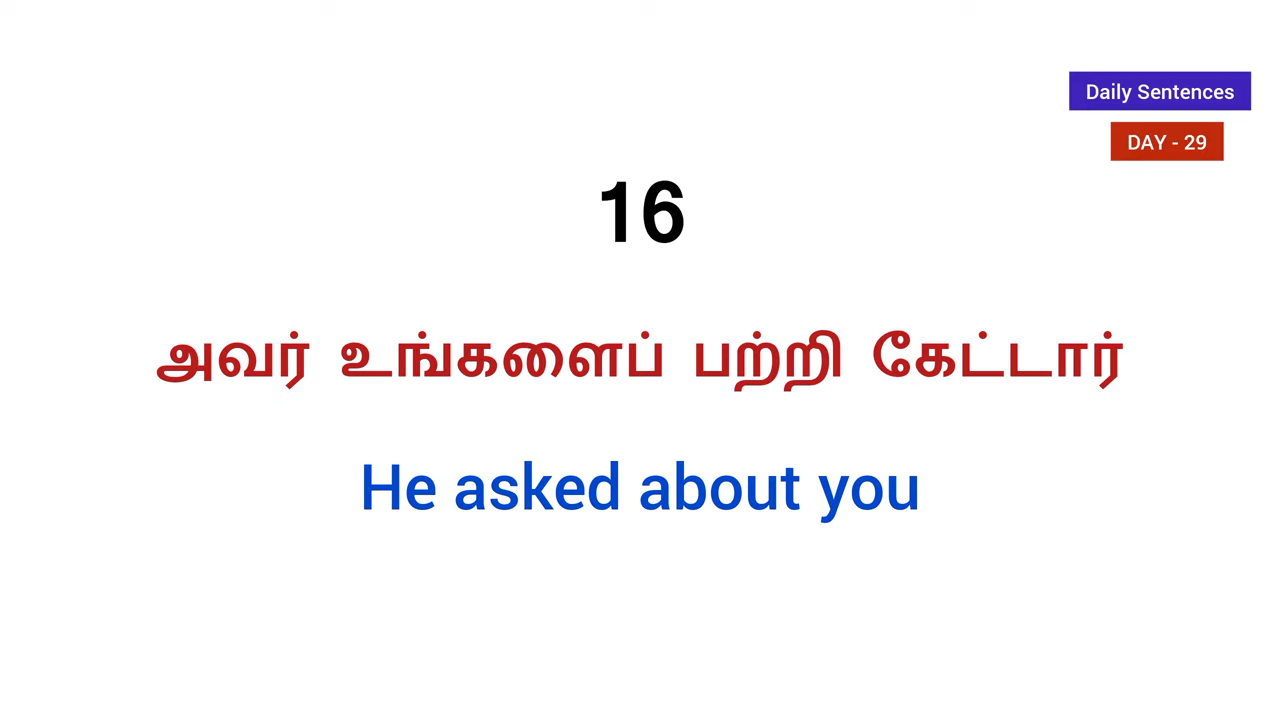 Daily Sentences
DAY - 29
16
அவர் உங்களைப் பற்றி கேட்டார்
He asked about you